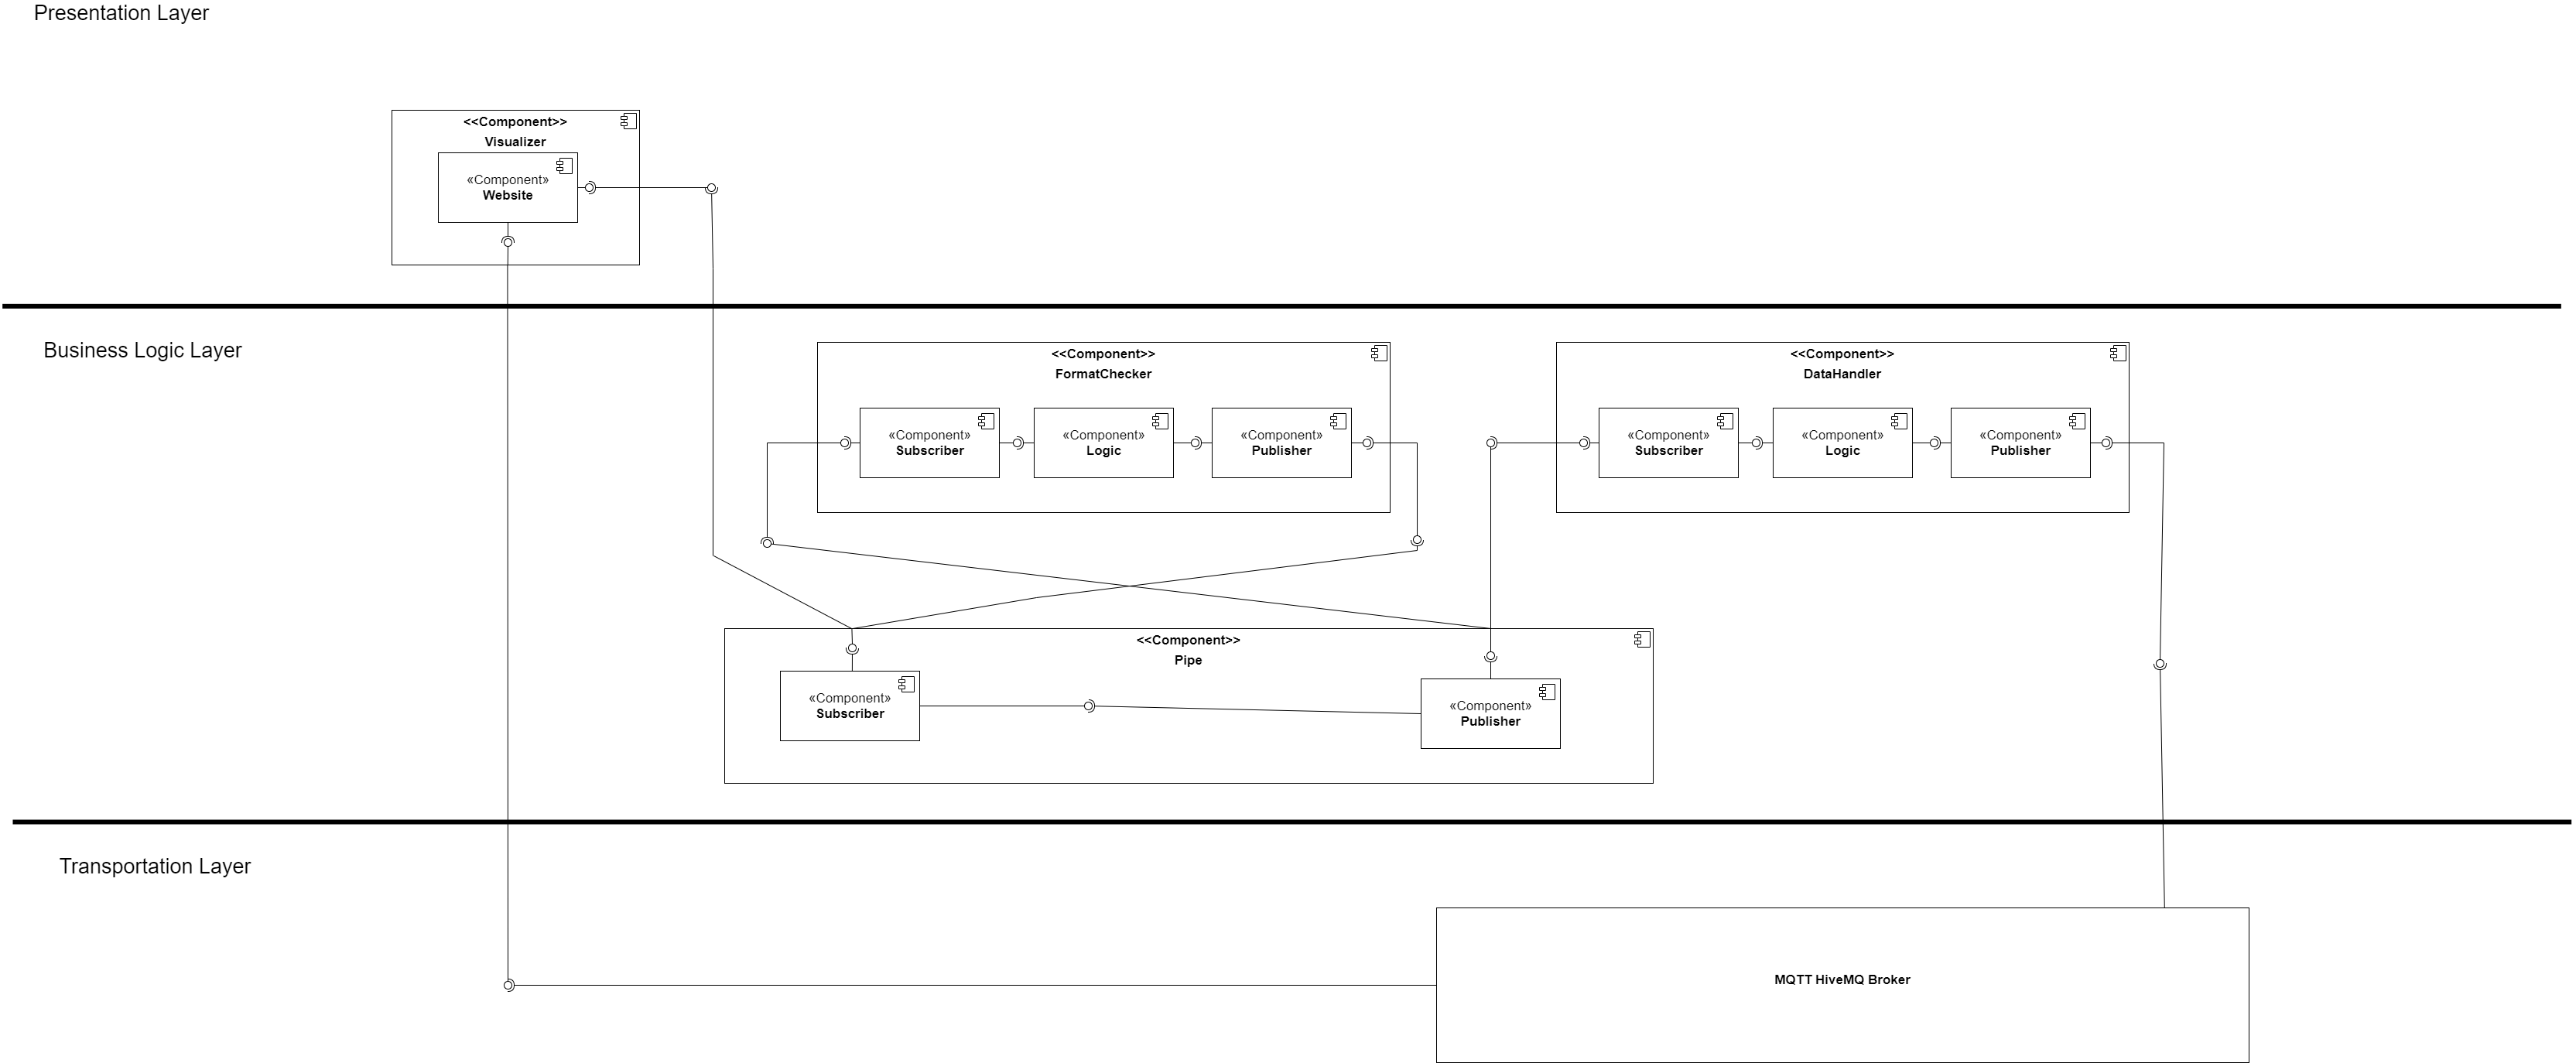 Presentation Layer
<<Component>>
Visualizer
«Component»
Website
Business Logic Layer
<<Component>>
FormatChecker
«Component»
Subscriber
«Component»
Logic
«Component»
Publisher
<<Component>>
DataHandler
«Component»
Subscriber
«Component»
Logic
«Component»
Publisher
<<Component>>
Pipe
«Component»
Subscriber
«Component»
Publisher
Transportation Layer
MQTT HiveMQ Broker